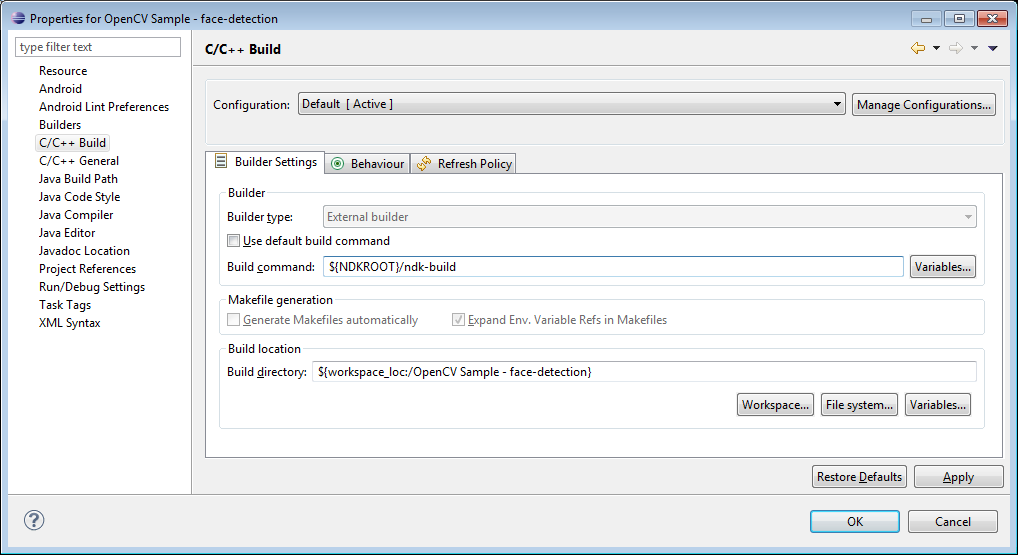 Properties for OpenCV Sample - face-detection
type filter text
Resource
Android
Android Lint Preferences
Builders
C/C++ Build
C/C++ General
Java Build Path
Java Code Style
Java Compiler
Java Editor
Javadoc Location
Project References
Run/Debug Settings
Task Tags
XML Syntax
C/C++ Build
Configuration: Default [ Active ] Manage Configurations...
Builder Settings Behaviour Refresh Policy
Builder
Builder type: External builder
Use default build command
Build command: ${NDKROOT}/ndk-build Variables...
Makefile generation
Generate Makefiles automatically Expand Env. Variable Refs in Makefiles
Build location
Build directory: ${workspace_loc:/OpenCV Sample - face-detection}
Workspace... File system... Variables...
Restore Defaults Apply
? OK Cancel